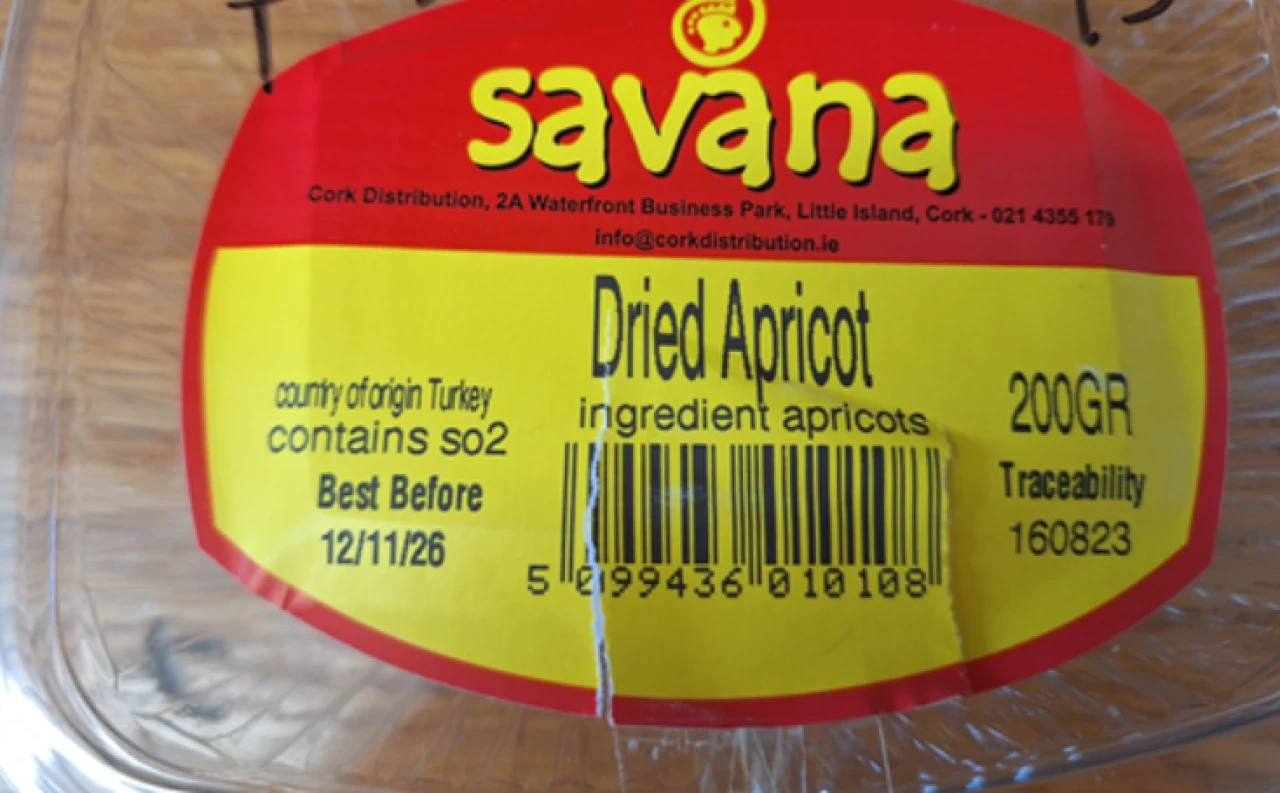 savana
Cork Distribution, 2A Waterfront Business Park, Little Island, Cork - 021 4355 179
info@corkdistribution.ie
Dried Apricot
ingredient apricots
country of origin Turkey
contains so2
Best Before
12/11/26
200GR
Traceability
160823
5 099436 010108